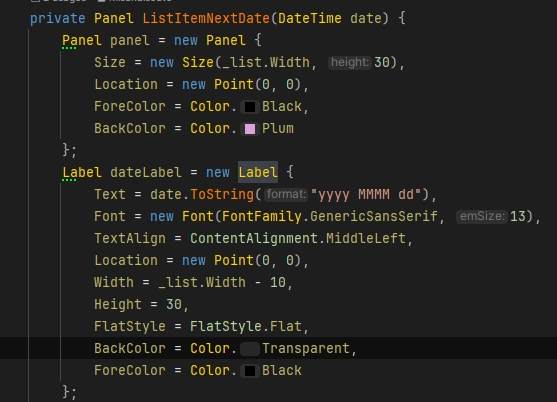 private Panel ListItemNextDate(DateTime date) {
Panel panel = new Panel {
Size = new Size(_list.Width, height: 30),
Location = new Point(0, 0),
ForeColor = Color. Black,
BackColor = Color. Plum
};
Label dateLabel = new Label {
Text = date.ToString( format: "yyyy MMMM dd"),
Font = new Font(FontFamily.GenericSansSerif, emSize: 13),
TextAlign = ContentAlignment.MiddleLeft,
Location = new Point(0, 0),
Width = _list.Width - 10,
Height = 30,
FlatStyle = FlatStyle.Flat,
BackColor = Color. Transparent,
ForeColor = Color. Black
};